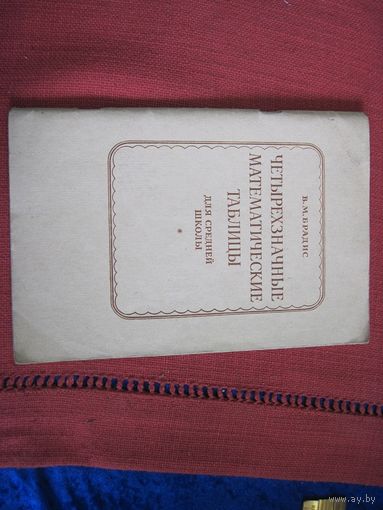 В. М. БРАДИС
ЧЕТЫРЕХЗНАЧНЫЕ
МАТЕМАТИЧЕСКИЕ
ТАБЛИЦЫ
ДЛЯ СРЕДНЕЙ
ШКОЛЫ
www.ay.by